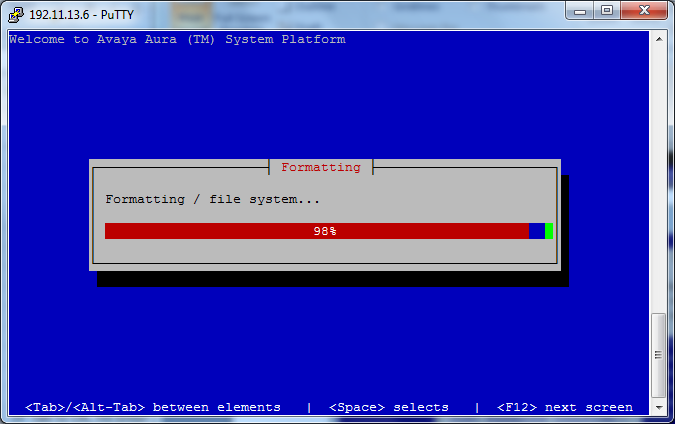 192.11.13.6 - PuTTY
Welcome to Avaya Aura (TM) System Platform
Formatting
Formatting / file system...
98%
<Tab>/<Alt-Tab> between elements | <Space> selects | <F12> next screen